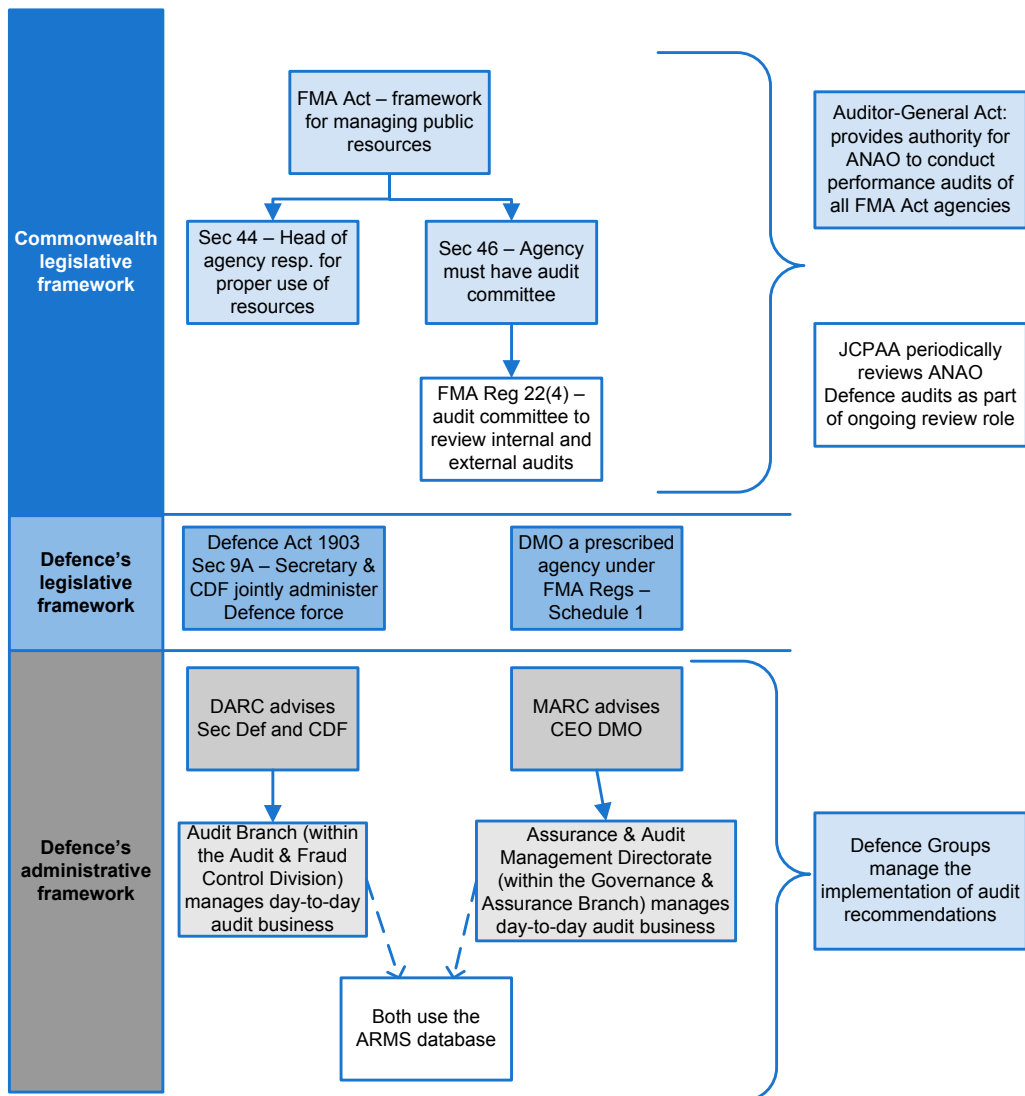 Commonwealth
legislative
framework
FMA Act – framework
for managing public
resources
Sec 44 – Head of
agency resp. for
proper use of
resources
Sec 46 – Agency
must have audit
committee
FMA Reg 22(4) –
audit committee to
review internal and
external audits
Auditor-General Act:
provides authority for
ANAO to conduct
performance audits of
all FMA Act agencies
JCPAA periodically
reviews ANAO
Defence audits as part
of ongoing review role
Defence’s
legislative
framework
Defence Act 1903
Sec 9A – Secretary &
CDF jointly administer
Defence force
DMO a prescribed
agency under
FMA Regs –
Schedule 1
Defence’s
administrative
framework
DARC advises
Sec Def and CDF
MARC advises
CEO DMO
Audit Branch (within
the Audit & Fraud
Control Division)
manages day-to-day
audit business
Assurance & Audit
Management Directorate
(within the Governance &
Assurance Branch) manages
day-to-day audit business
Both use the
ARMS database
Defence Groups
manage the
implementation of audit
recommendations